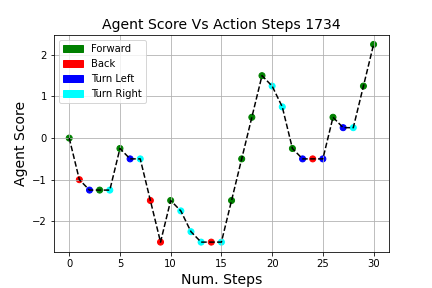 Agent Score Vs Action Steps 1734
Forward
Back
Turn Left
Turn Right
Agent Score
2
1
0
−1
−2
0 5 10 15 20 25 30
Num. Steps